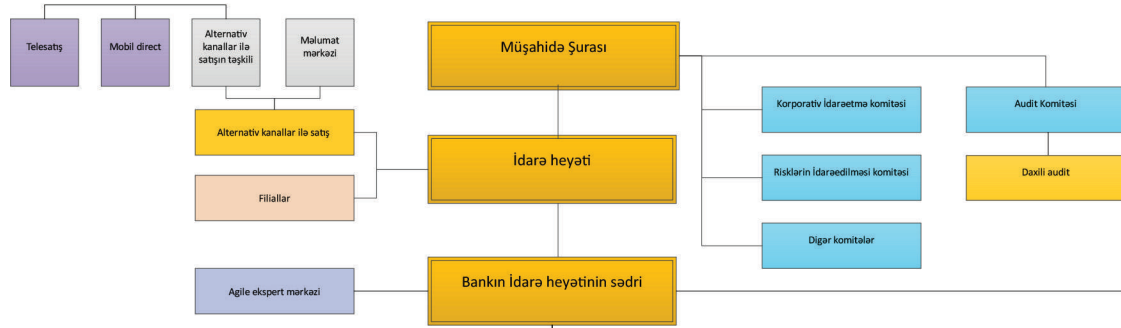 Telesatış
Mobil direct
Alternativ
kanallar ilə
satışın təşkili
Məlumat
mərkəzi
Müşahidə Şurası
Alternativ kanallar ilə satış
Korporativ İdarəetmə komitəsi
Audit Komitəsi
İdarə heyəti
Risklərin İdarəedilməsi komitəsi
Daxili audit
Filiallar
Digər komitələr
Agile ekspert mərkəzi
Bankın İdarə heyətinin sədri